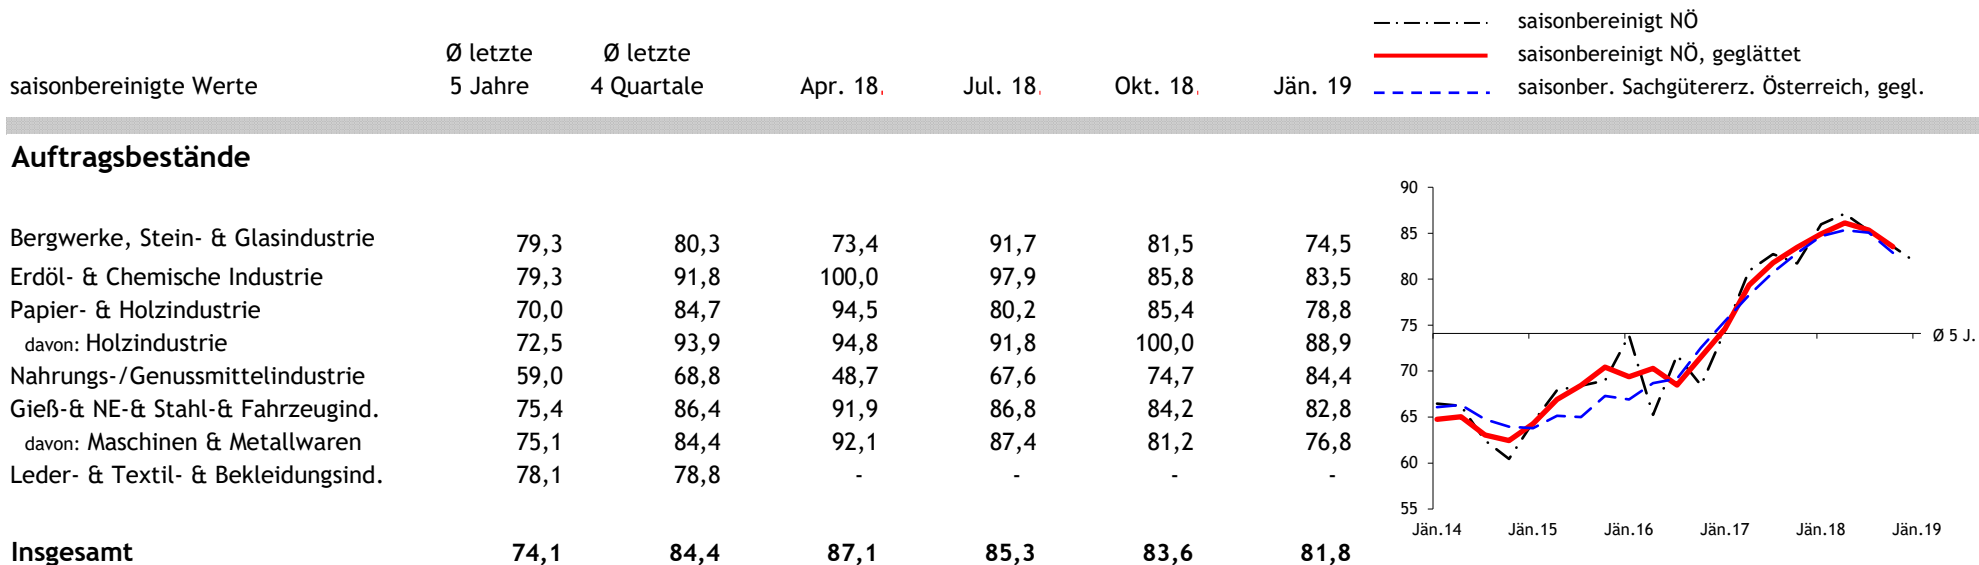 saisonbereinigt NÖ
Ø letzte Ø letzte saisonbereinigt NÖ, geglättet
saisonbereinigte Werte 5 Jahre 4 Quartale Apr. 18 Jul. 18 Okt. 18 Jän. 19 saisonber. Sachgütererz. Österreich, gegl.
Auftragsbestände
Bergwerke, Stein- & Glasindustrie 79,3 80,3 73,4 91,7 81,5 74,5
Erdöl- & Chemische Industrie 79,3 91,8 100,0 97,9 85,8 83,5
Papier- & Holzindustrie 70,0 84,7 94,5 80,2 85,4 78,8
davon: Holzindustrie 72,5 93,9 94,8 91,8 100,0 88,9
Nahrungs-/Genussmittelindustrie 59,0 68,8 48,7 67,6 74,7 84,4
Gieß-& NE-& Stahl-& Fahrzeugind. 75,4 86,4 91,9 86,8 84,2 82,8
davon: Maschinen & Metallwaren 75,1 84,4 92,1 87,4 81,2 76,8
Leder- & Textil- & Bekleidungsind. 78,1 78,8 - - - -
Insgesamt 74,1 84,4 87,1 85,3 83,6 81,8
90
85
80
75
Ø 5 J.
70
65
60
55
Jän.14 Jän.15 Jän.16 Jän.17 Jän.18 Jän.19